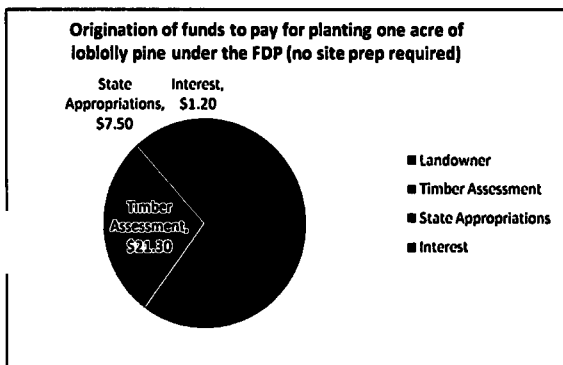 Origination of funds to pay for planting one acre of
loblolly pine under the FDP (no site prep required)
State
Appropriations,
$7.50
Interest,
$1.20
Timber
Assessment,
$21.30
Landowner
Timber Assessment
State Appropriations
Interest